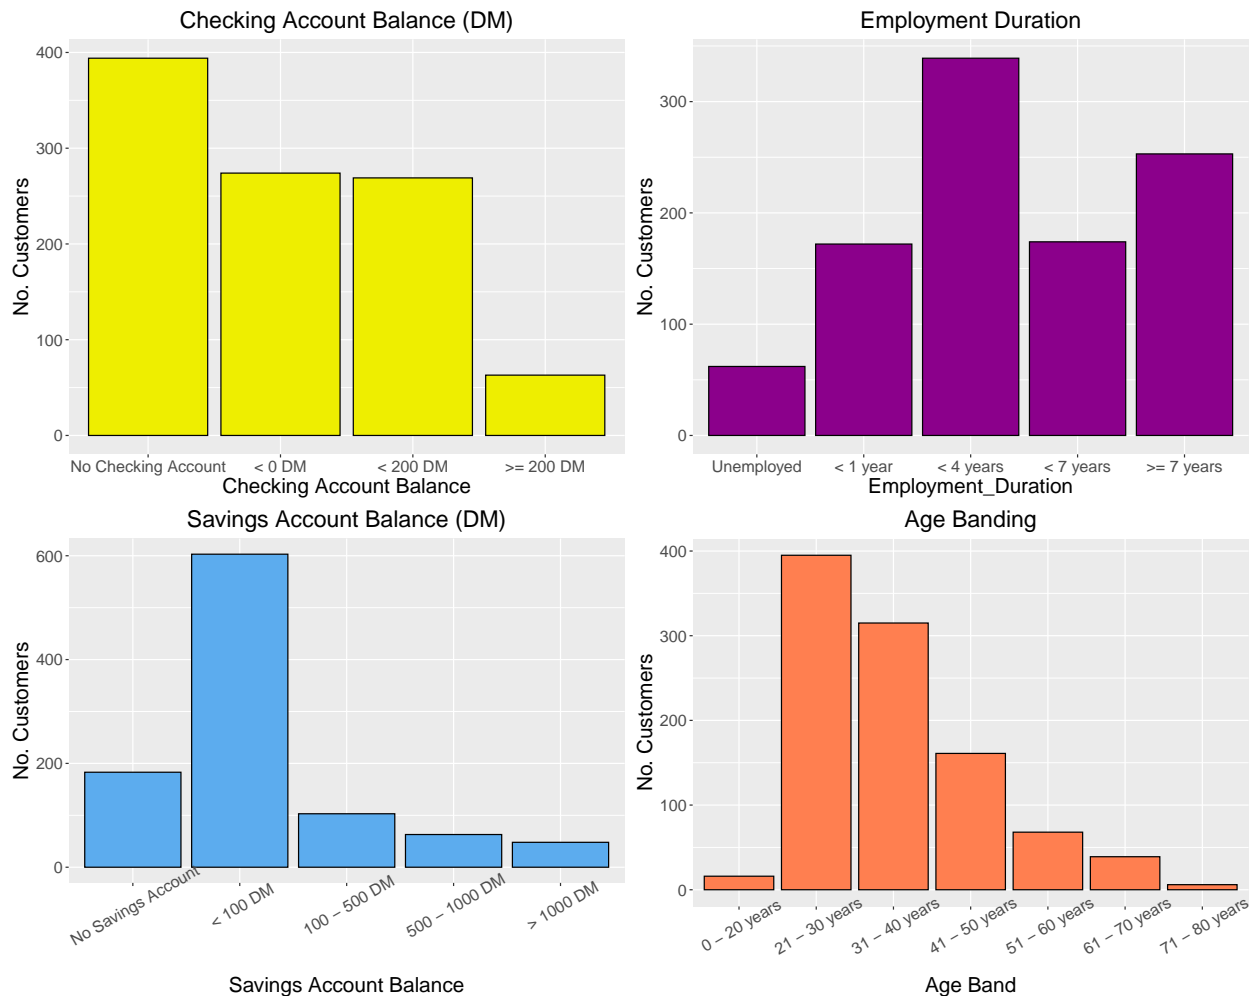 Checking Account Balance (DM)
No. Customers
400
300
200
100
0
No Checking Account
< 0 DM
< 200 DM
>= 200 DM
Checking Account Balance
Employment Duration
No. Customers
300
200
100
0
Unemployed
< 1 year
< 4 years
< 7 years
>= 7 years
Employment_Duration
Savings Account Balance (DM)
No. Customers
600
400
200
0
No Savings Account
< 100 DM
100 – 500 DM
500 – 1000 DM
> 1000 DM
Savings Account Balance
Age Banding
No. Customers
400
300
200
100
0
0 – 20 years
21 – 30 years
31 – 40 years
41 – 50 years
51 – 60 years
61 – 70 years
71 – 80 years
Age Band